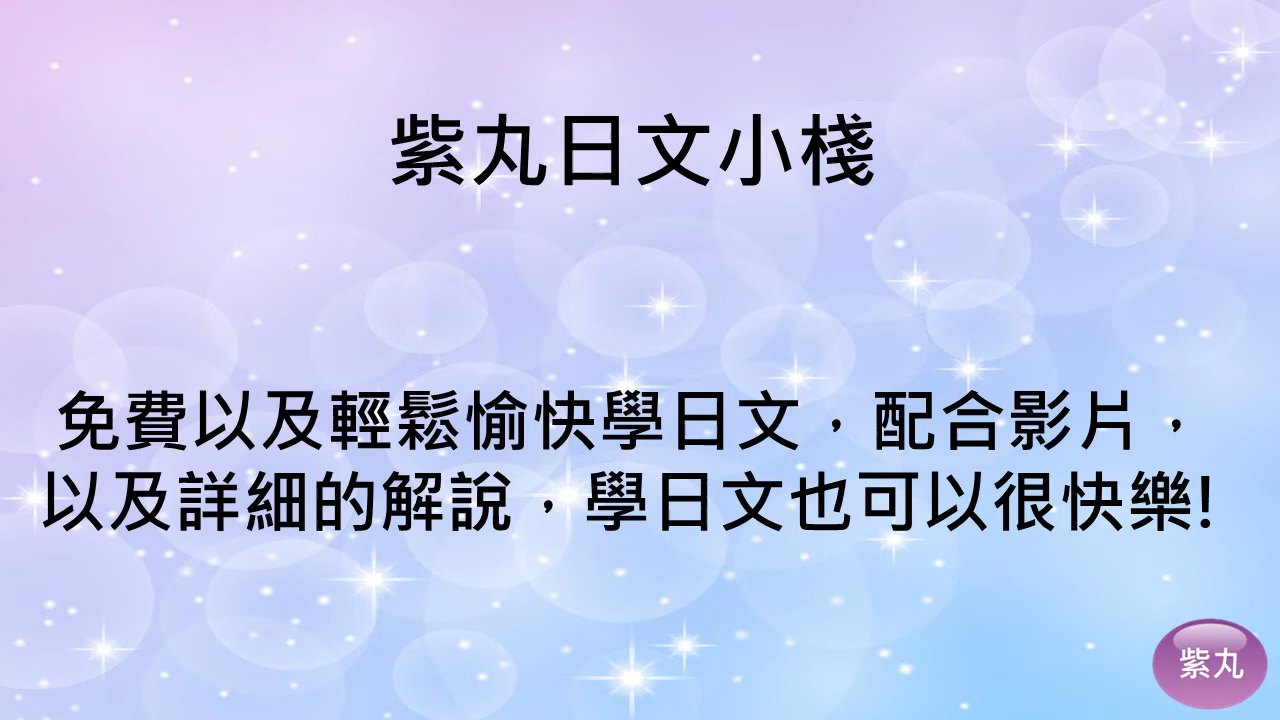 紫丸日文小棧
免費以及輕鬆愉快學日文，配合影片，
以及詳細的解說，學日文也可以很快樂!
紫丸